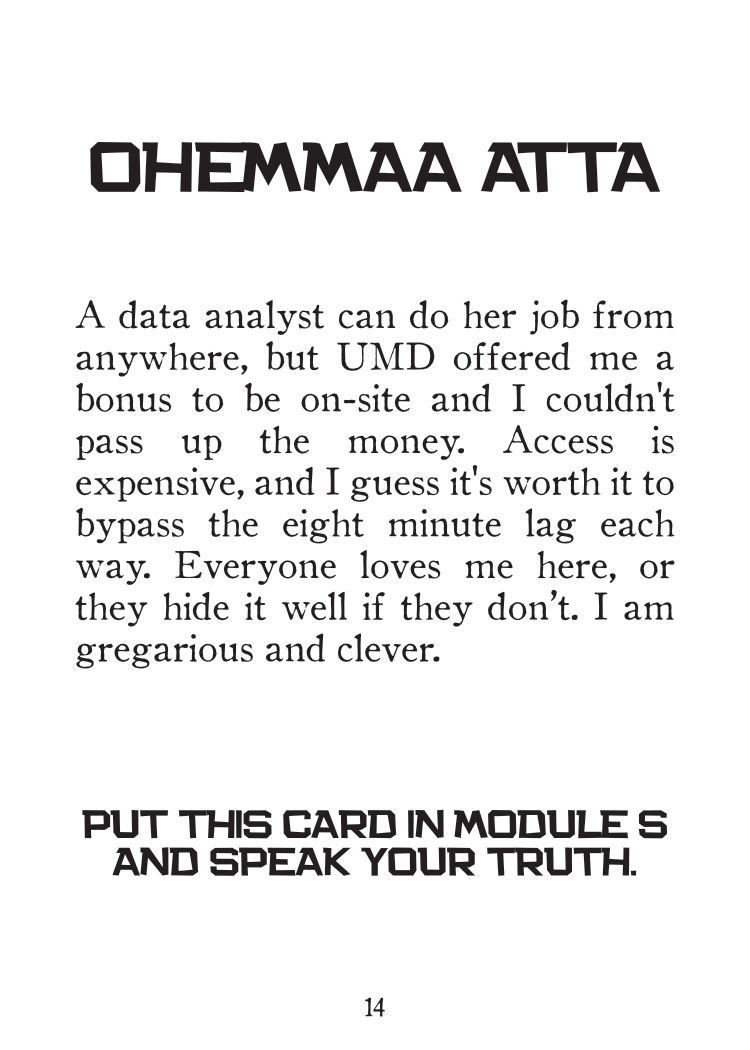 OHEMMAA ATTA
A data analyst can do her job from
anywhere, but UMD offered me a
bonus to be on-site and I couldn't
pass up the money. Access is
expensive, and I guess it's worth it to
bypass the eight minute lag each
way. Everyone loves me here, or
they hide it well if they don’t. I am
gregarious and clever.
PUT THIS CARD IN MODULE S
AND SPEAK YOUR TRUTH.
14